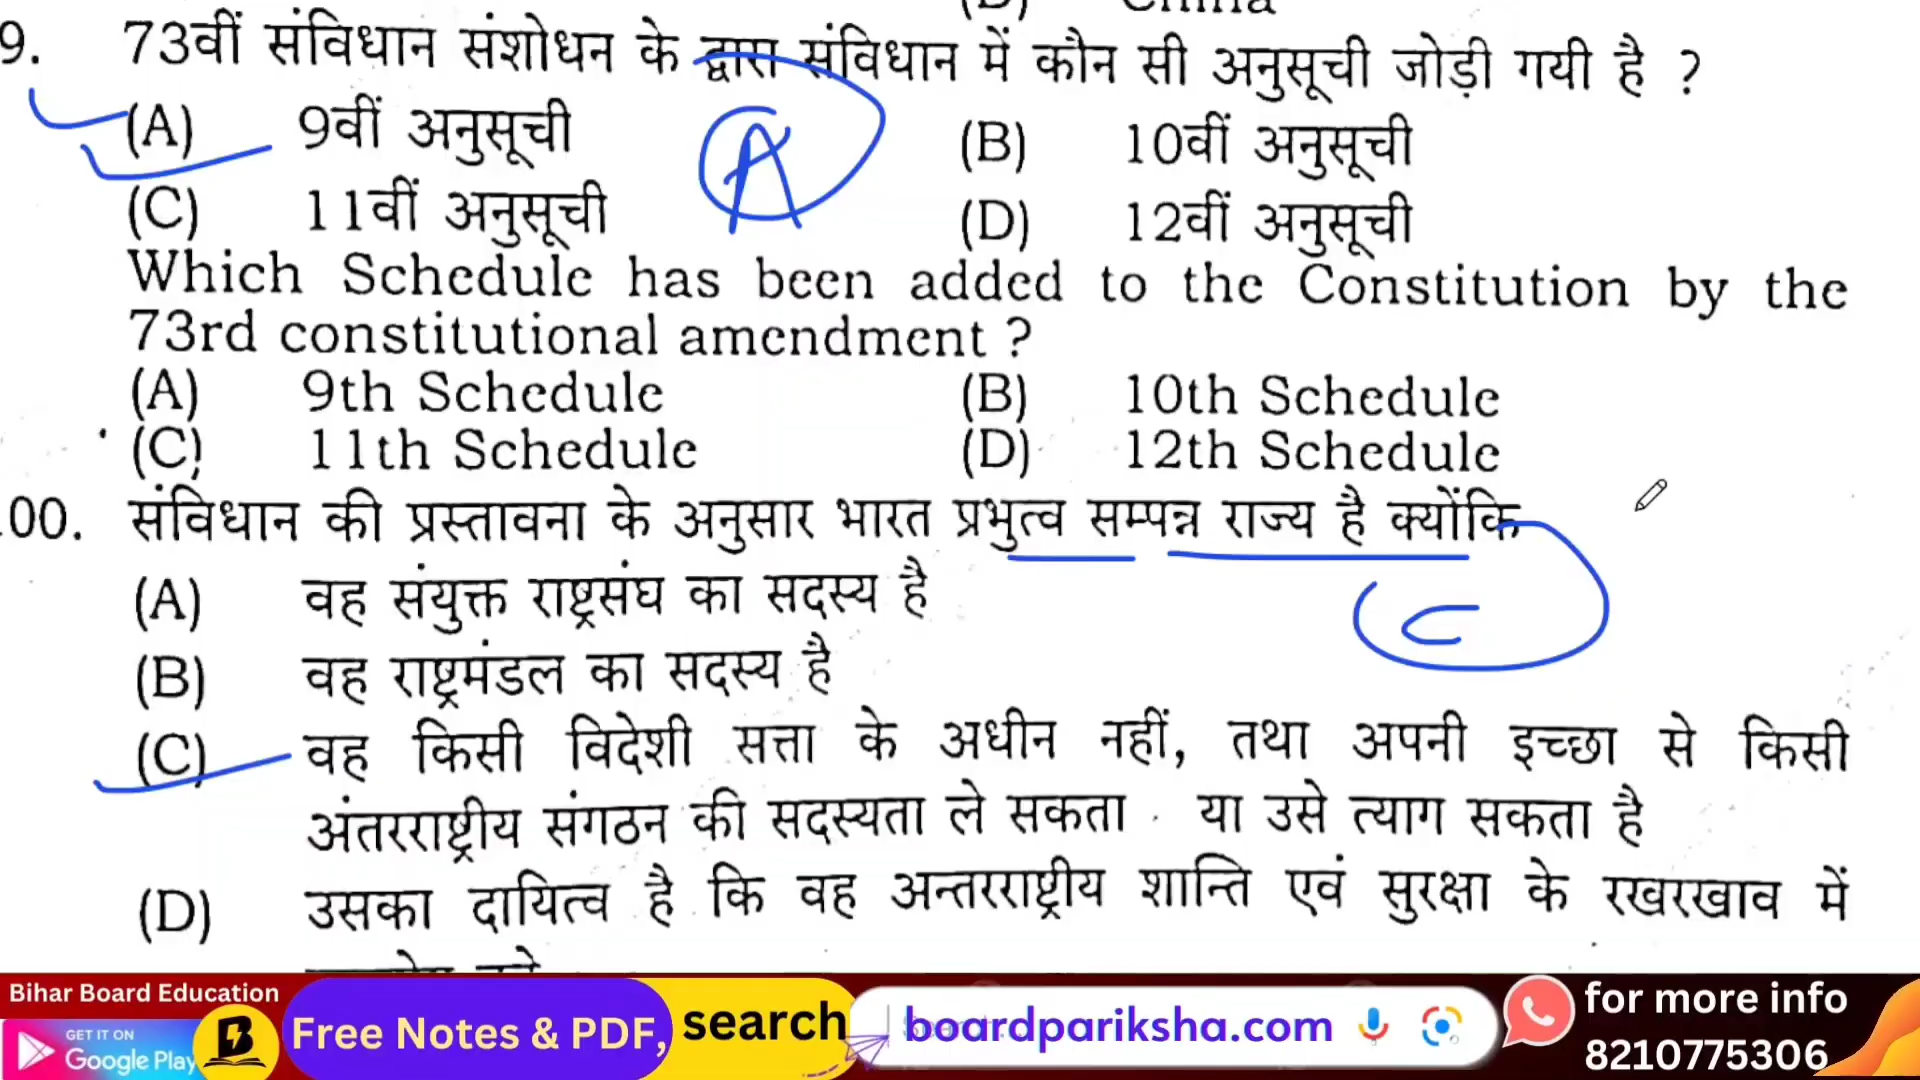 (D) China
9. 73वीं संविधान संशोधन के द्वारा संविधान में कौन सी अनुसूची जोड़ी गयी है ?
(A) 9वीं अनुसूची (B) 10वीं अनुसूची
A
(C) 11वीं अनुसूची (D) 12वीं अनुसूची
Which Schedule has been added to the Constitution by the
73rd constitutional amendment ?
(A) 9th Schedule (B) 10th Schedule
(C) 11th Schedule (D) 12th Schedule
00. संविधान की प्रस्तावना के अनुसार भारत प्रभुत्व सम्पन्न राज्य है क्योंकि
(A) वह संयुक्त राष्ट्रसंघ का सदस्य है
C
(B) वह राष्ट्रमंडल का सदस्य है
(C) वह किसी विदेशी सत्ता के अधीन नहीं, तथा अपनी इच्छा से किसी
अंतरराष्ट्रीय संगठन की सदस्यता ले सकता या उसे त्याग सकता है
(D) उसका दायित्व है कि वह अन्तरराष्ट्रीय शान्ति एवं सुरक्षा के रखरखाव में
Bihar Board Education
GET IT ON
Google Play
B
Free Notes & PDF, search boardpariksha.com
for more info
8210775306